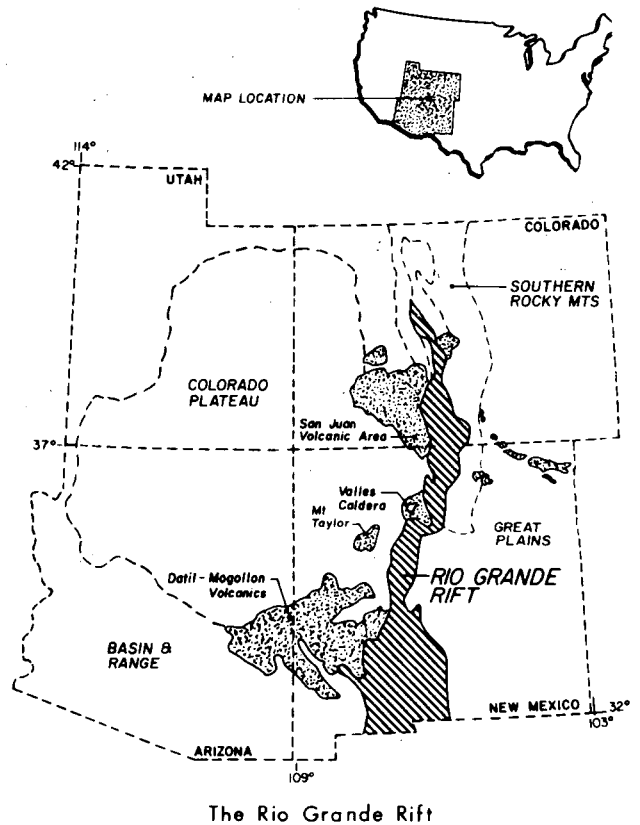 MAP LOCATION
114°
42°
UTAH
COLORADO
SOUTHERN
ROCKY MTS
COLORADO
PLATEAU
San Juan
Volcanic Area
37°
Valles
Caldera
Mt
Taylor
GREAT
PLAINS
RIO GRANDE
RIFT
Datil-Mogollon
Volcanics
BASIN &
RANGE
NEW MEXICO
32°
103°
ARIZONA
109°
The Rio Grande Rift